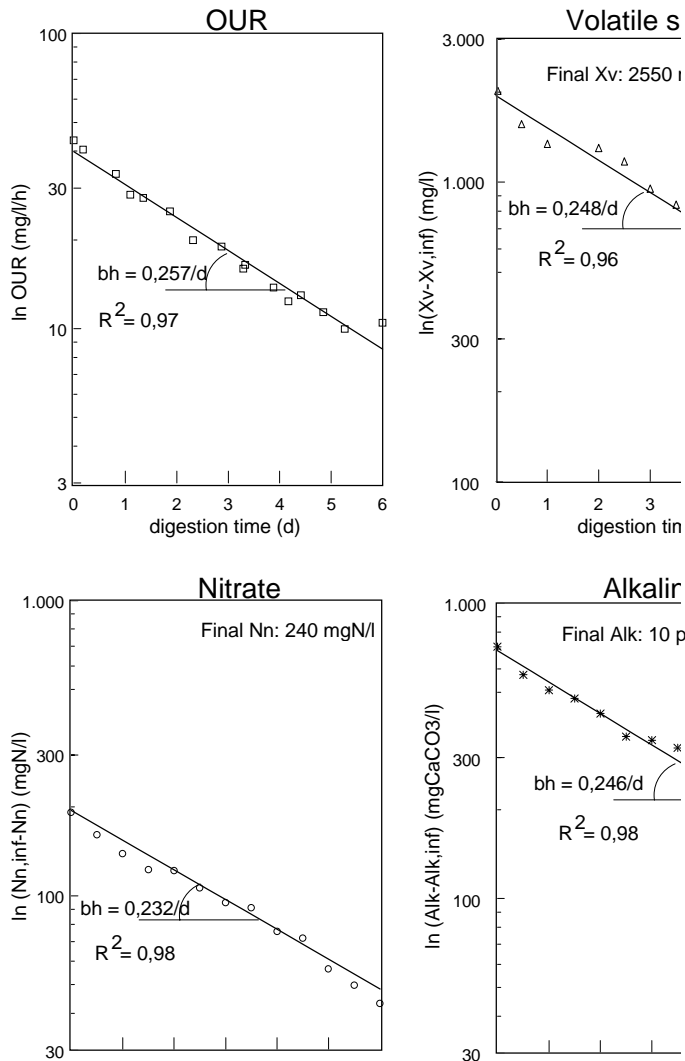 OUR
100
30
10
3
ln OUR (mg/l/h)
bh = 0,257/d
R2 = 0,97
0 1 2 3 4 5 6
digestion time (d)
Volatile s
3.000
1.000
300
100
ln(Xv-Xv,inf) (mg/l)
Final Xv: 2550
bh = 0,248/d
R2 = 0,96
0 1 2 3
digestion tim
Nitrate
1.000
300
100
30
ln (Nn,inf-Nn) (mgN/l)
Final Nn: 240 mgN/l
bh = 0,232/d
R2 = 0,98
Alkalin
1.000
300
100
30
ln (Alk-Alk,inf) (mgCaCO3/l)
Final Alk: 10 p
bh = 0,246/d
R2 = 0,98